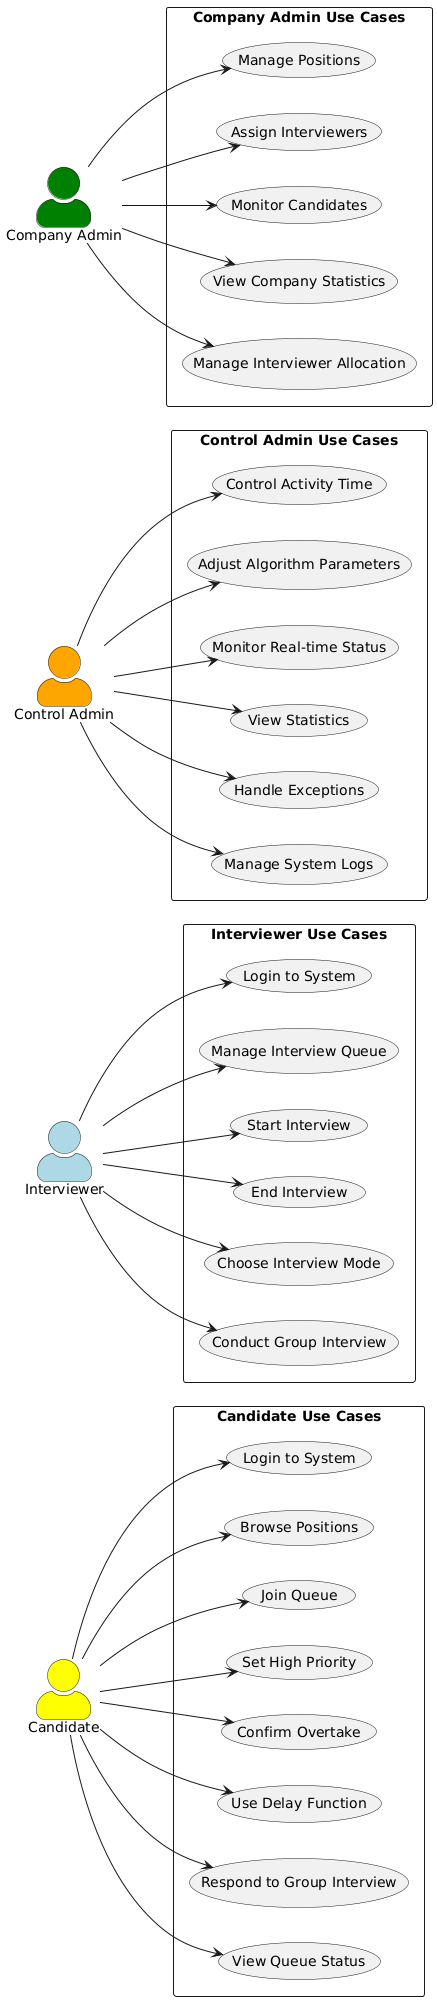 Company Admin Use Cases
Manage Positions
Assign Interviewers
Monitor Candidates
Company Admin
View Company Statistics
Manage Interviewer Allocation
Control Admin Use Cases
Control Activity Time
Adjust Algorithm Parameters
Monitor Real-time Status
Control Admin
View Statistics
Handle Exceptions
Manage System Logs
Interviewer Use Cases
Login to System
Manage Interview Queue
Start Interview
Interviewer
End Interview
Choose Interview Mode
Conduct Group Interview
Candidate Use Cases
Login to System
Browse Positions
Join Queue
Set High Priority
Candidate
Confirm Overtake
Use Delay Function
Respond to Group Interview
View Queue Status